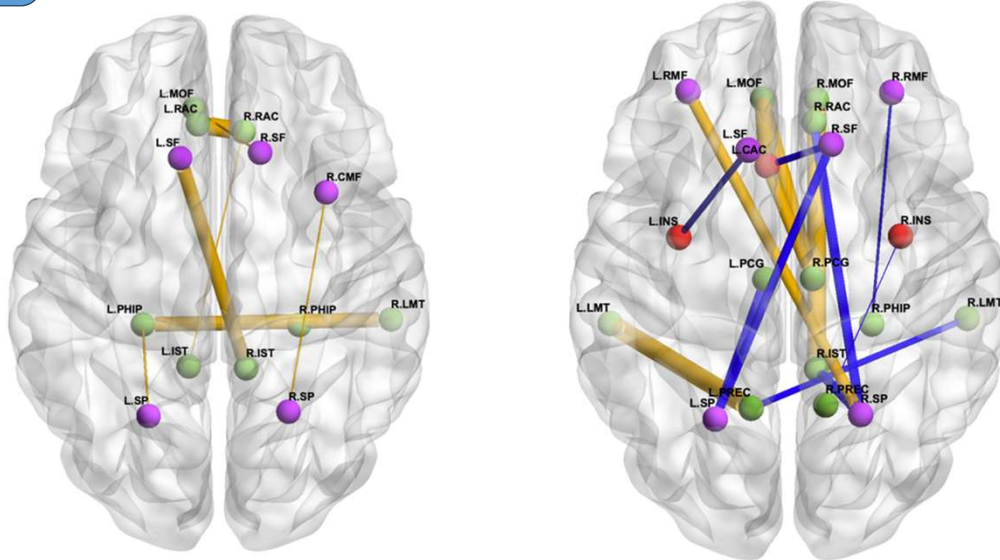 L.MOF
L.RAC
R.RAC
L.SF
R.SF
R.CMF
L.PHIP
R.PHIP
R.LMT
L.IST
R.IST
L.SP
R.SP
L.RMF
L.MOF
R.MOF
R.RMF
R.RAC
L.SF
R.SF
L.CAC
L.INS
R.INS
L.PCG
R.PCG
L.LMT
R.PHIP
R.LMT
R.IST
L.PREC
R.PREC
L.SP
R.SP